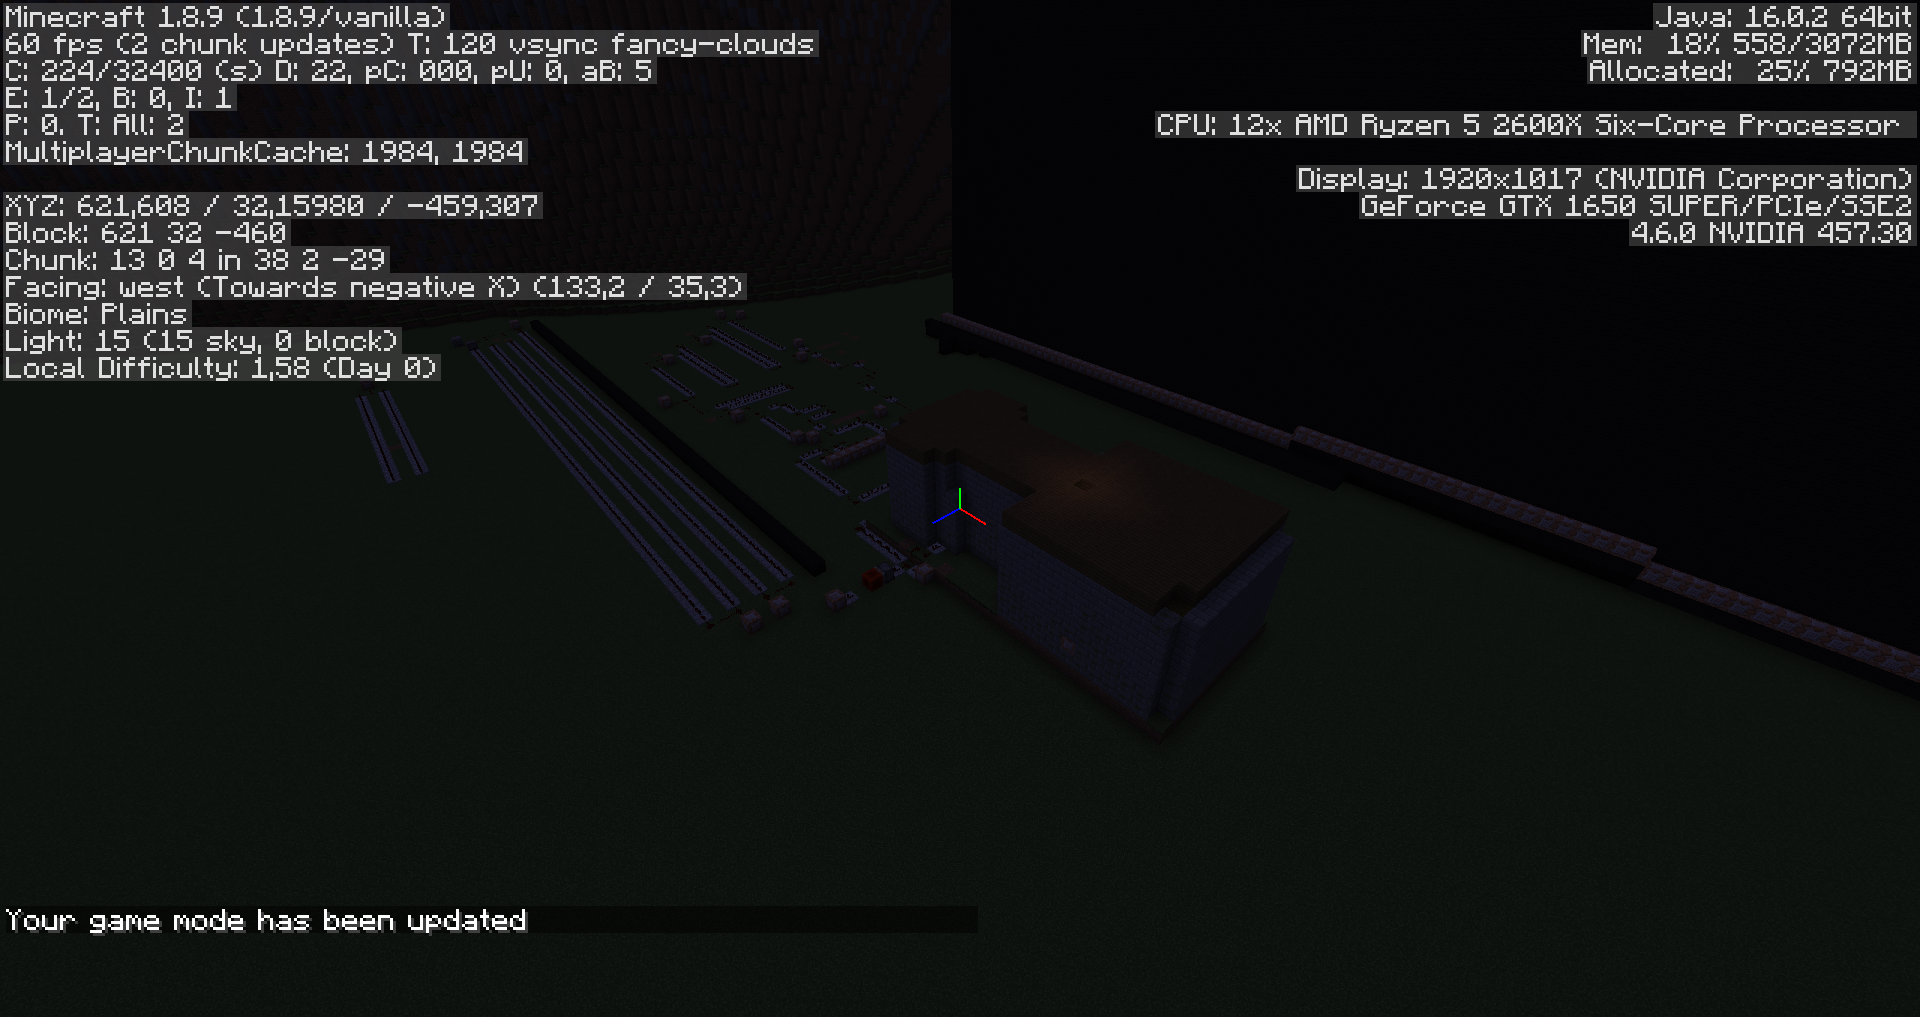 Minecraft 1.8.9 (1.8.9/vanilla)
60 fps (2 chunk updates) T: 120 vsync fancy-clouds
C: 224/32400 (s) D: 22, pC: 000, pU: 0, aB: 5
E: 1/2, B: 0, I: 1
P: 0. T: All: 2
MultiplayerChunkCache: 1984, 1984
XYZ: 621,608 / 32,15980 / -459,307
Block: 621 32 -460
Chunk: 13 0 4 in 38 2 -29
Facing: west (Towards negative X) (133,2 / 35,3)
Biome: Plains
Light: 15 (15 sky, 0 block)
Local Difficulty: 1,58 (Day 0)
Java: 16.0.2 64bit
Mem: 18% 558/3072MB
Allocated: 25% 792MB
CPU: 12x AMD Ryzen 5 2600X Six-Core Processor
Display: 1920x1017 (NVIDIA Corporation)
GeForce GTX 1650 SUPER/PCIe/SSE2
4.6.0 NVIDIA 457.30
Your game mode has been updated